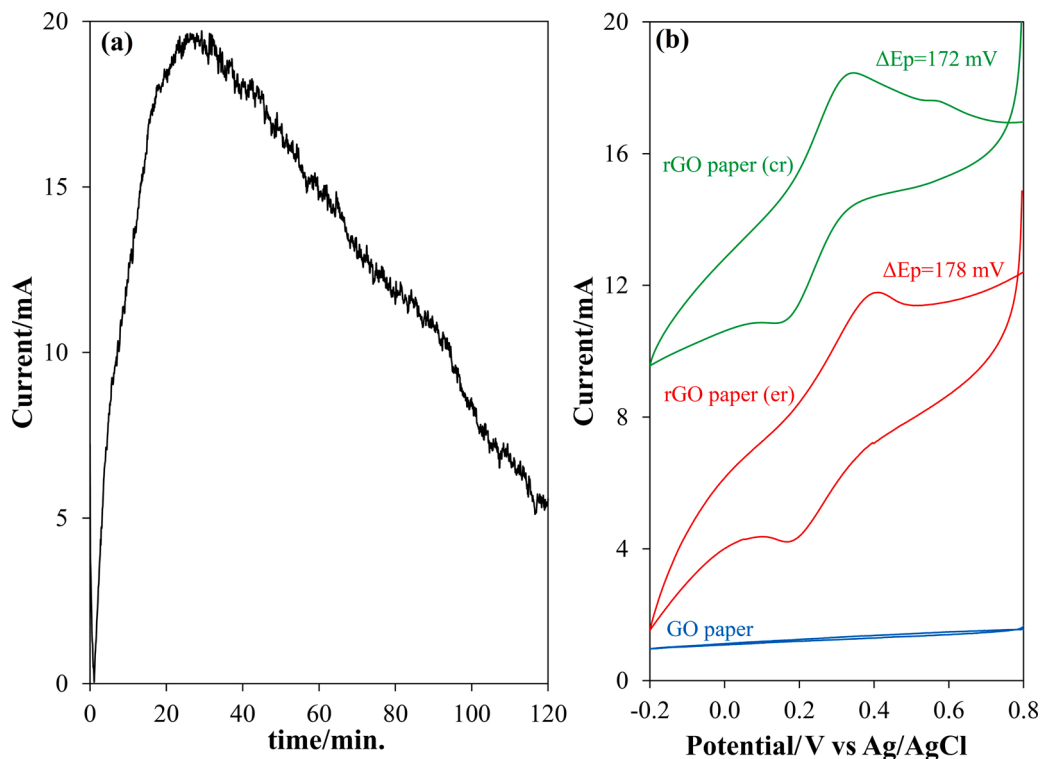 (a)
20
15
10
5
0
Current/mA
0 20 40 60 80 100 120
time/min.
(b)
20
16
12
8
4
0
Current/mA
ΔEp=172 mV
rGO paper (cr)
ΔEp=178 mV
rGO paper (er)
GO paper
-0.2 0.0 0.2 0.4 0.6 0.8
Potential/V vs Ag/AgCl